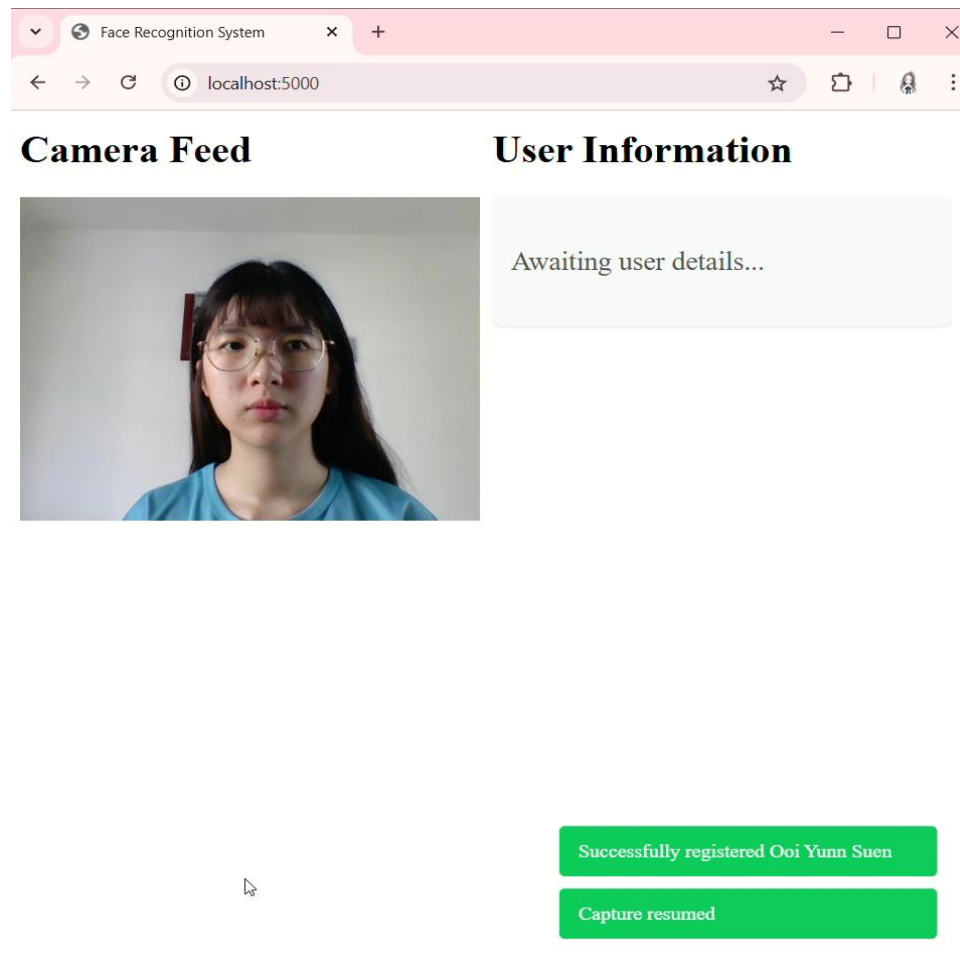 Face Recognition System
localhost:5000
Camera Feed
User Information
Awaiting user details...
Successfully registered Ooi Yunn Suen
Capture resumed